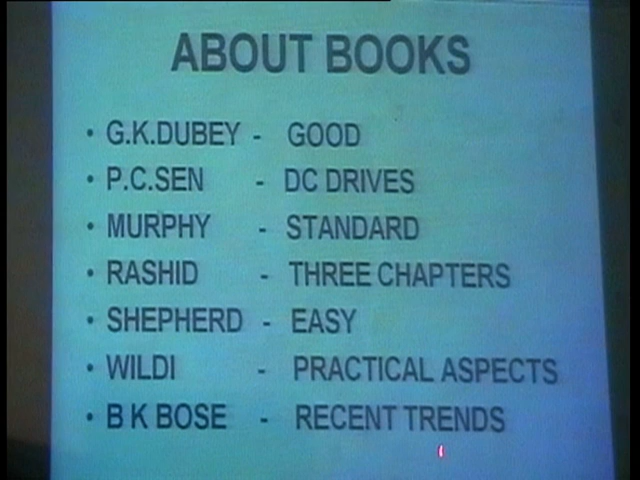 ABOUT BOOKS
• G.K.DUBEY - GOOD
• P.C.SEN - DC DRIVES
• MURPHY - STANDARD
• RASHID - THREE CHAPTERS
• SHEPHERD - EASY
• WILDI - PRACTICAL ASPECTS
• B K BOSE - RECENT TRENDS